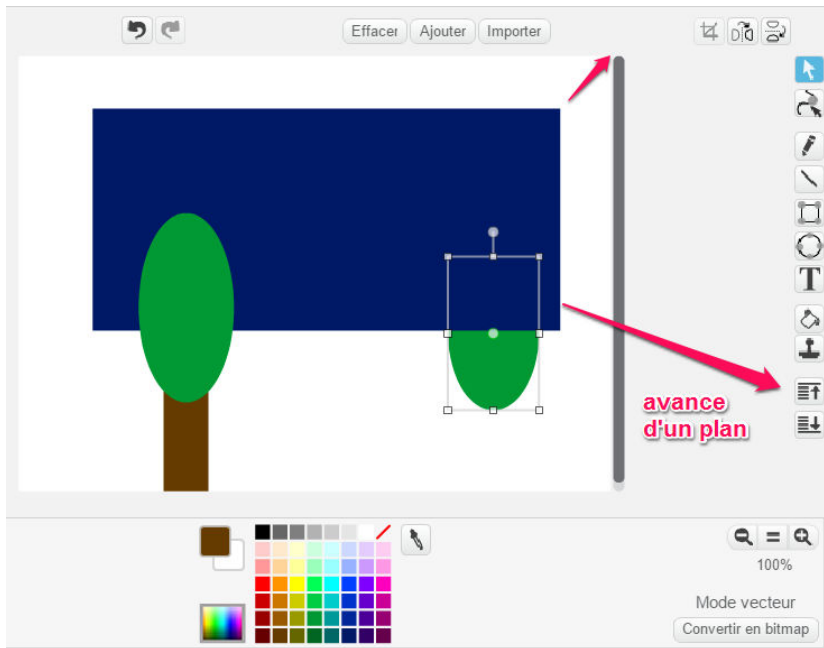 Effacer Ajouter Importer
T
avance
d'un plan
100%
Mode vecteur
Convertir en bitmap